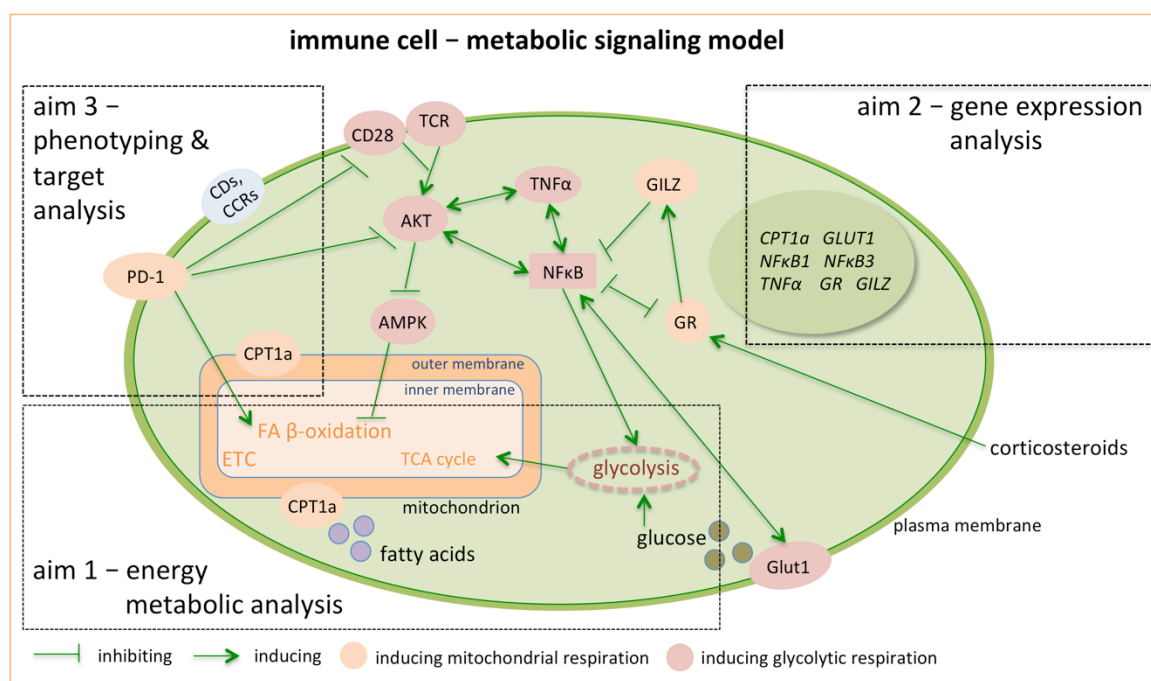 immune cell – metabolic signaling model
aim 3 –
phenotyping &
target
analysis
aim 2 – gene expression
analysis
TCR
CD28
CDs,
CCRs
TNFα
GILZ
AKT
CPT1a GLUT1
NFκB1 NFκB3
TNFα GR GILZ
PD-1
NFκB
AMPK
GR
CPT1a
outer membrane
inner membrane
FA β-oxidation
ETC
TCA cycle
glycolysis
corticosteroids
CPT1a
mitochondrion
plasma membrane
glucose
fatty acids
Glut1
aim 1 – energy
metabolic analysis
inhibiting
inducing
inducing mitochondrial respiration
inducing glycolytic respiration